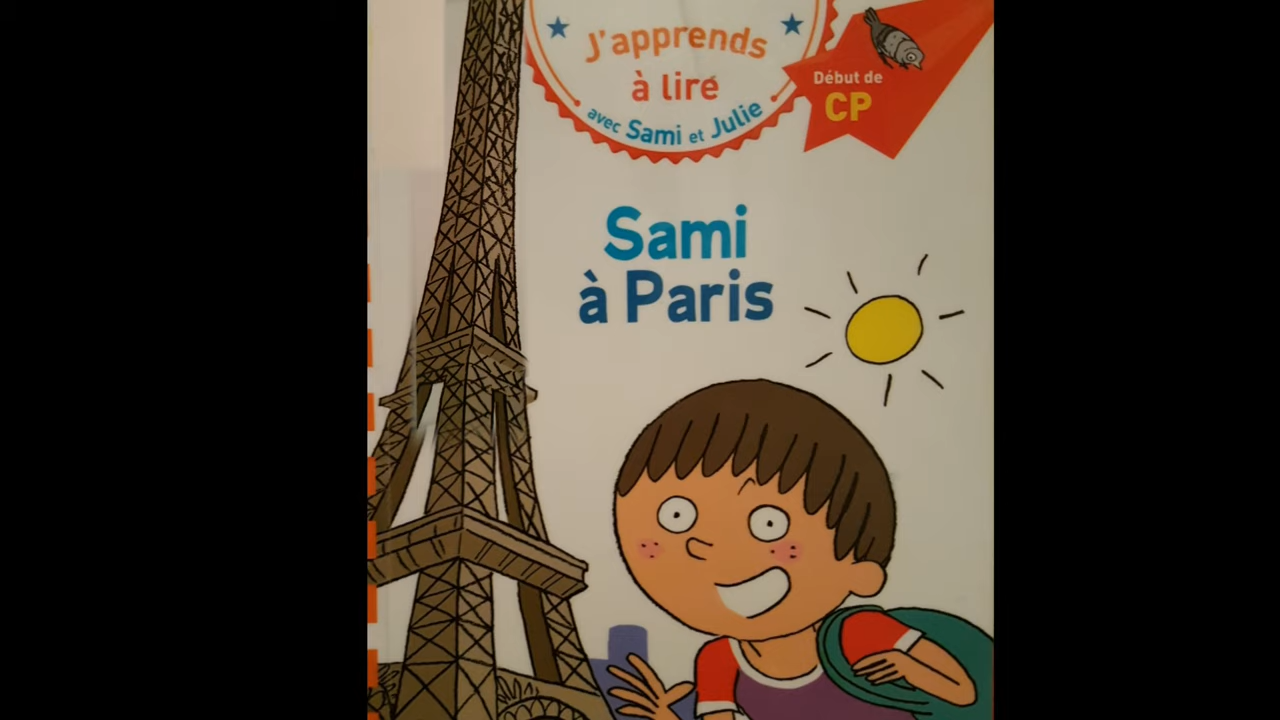 J'apprends
à lire
avec Sami et Julie
Début de
CP
Sami
à Paris